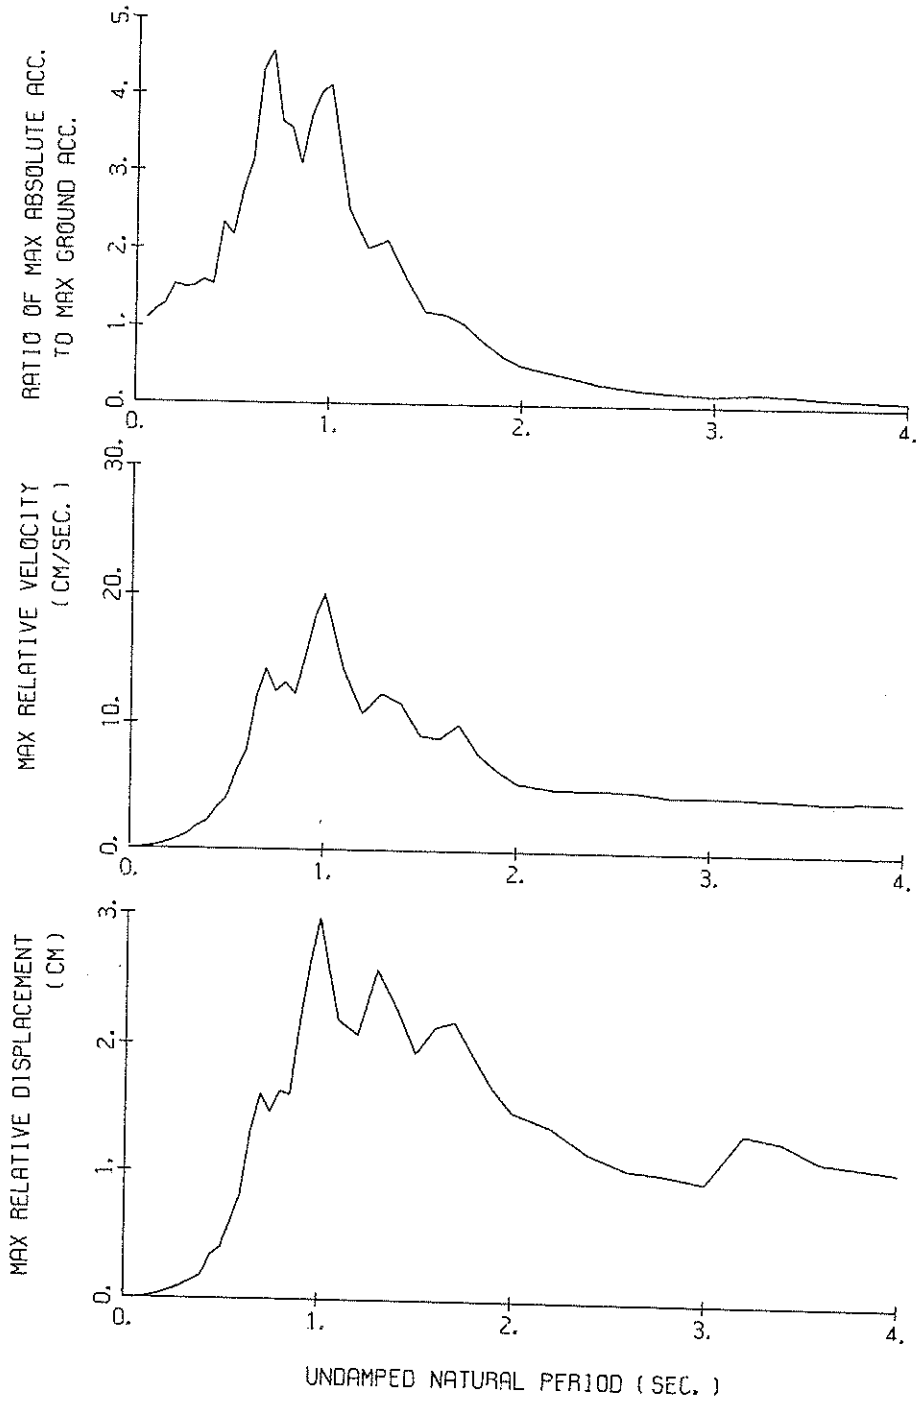 RATIO OF MAX ABSOLUTE ACC.
TO MAX GROUND ACC.
5.
4.
3.
2.
1.
0.
0. 1. 2. 3. 4.
MAX RELATIVE VELOCITY
(CM/SEC.)
30.
20.
10.
0.
0. 1. 2. 3. 4.
MAX RELATIVE DISPLACEMENT
(CM)
3.
2.
1.
0.
0. 1. 2. 3. 4.
UNDAMPED NATURAL PERIOD (SEC.)